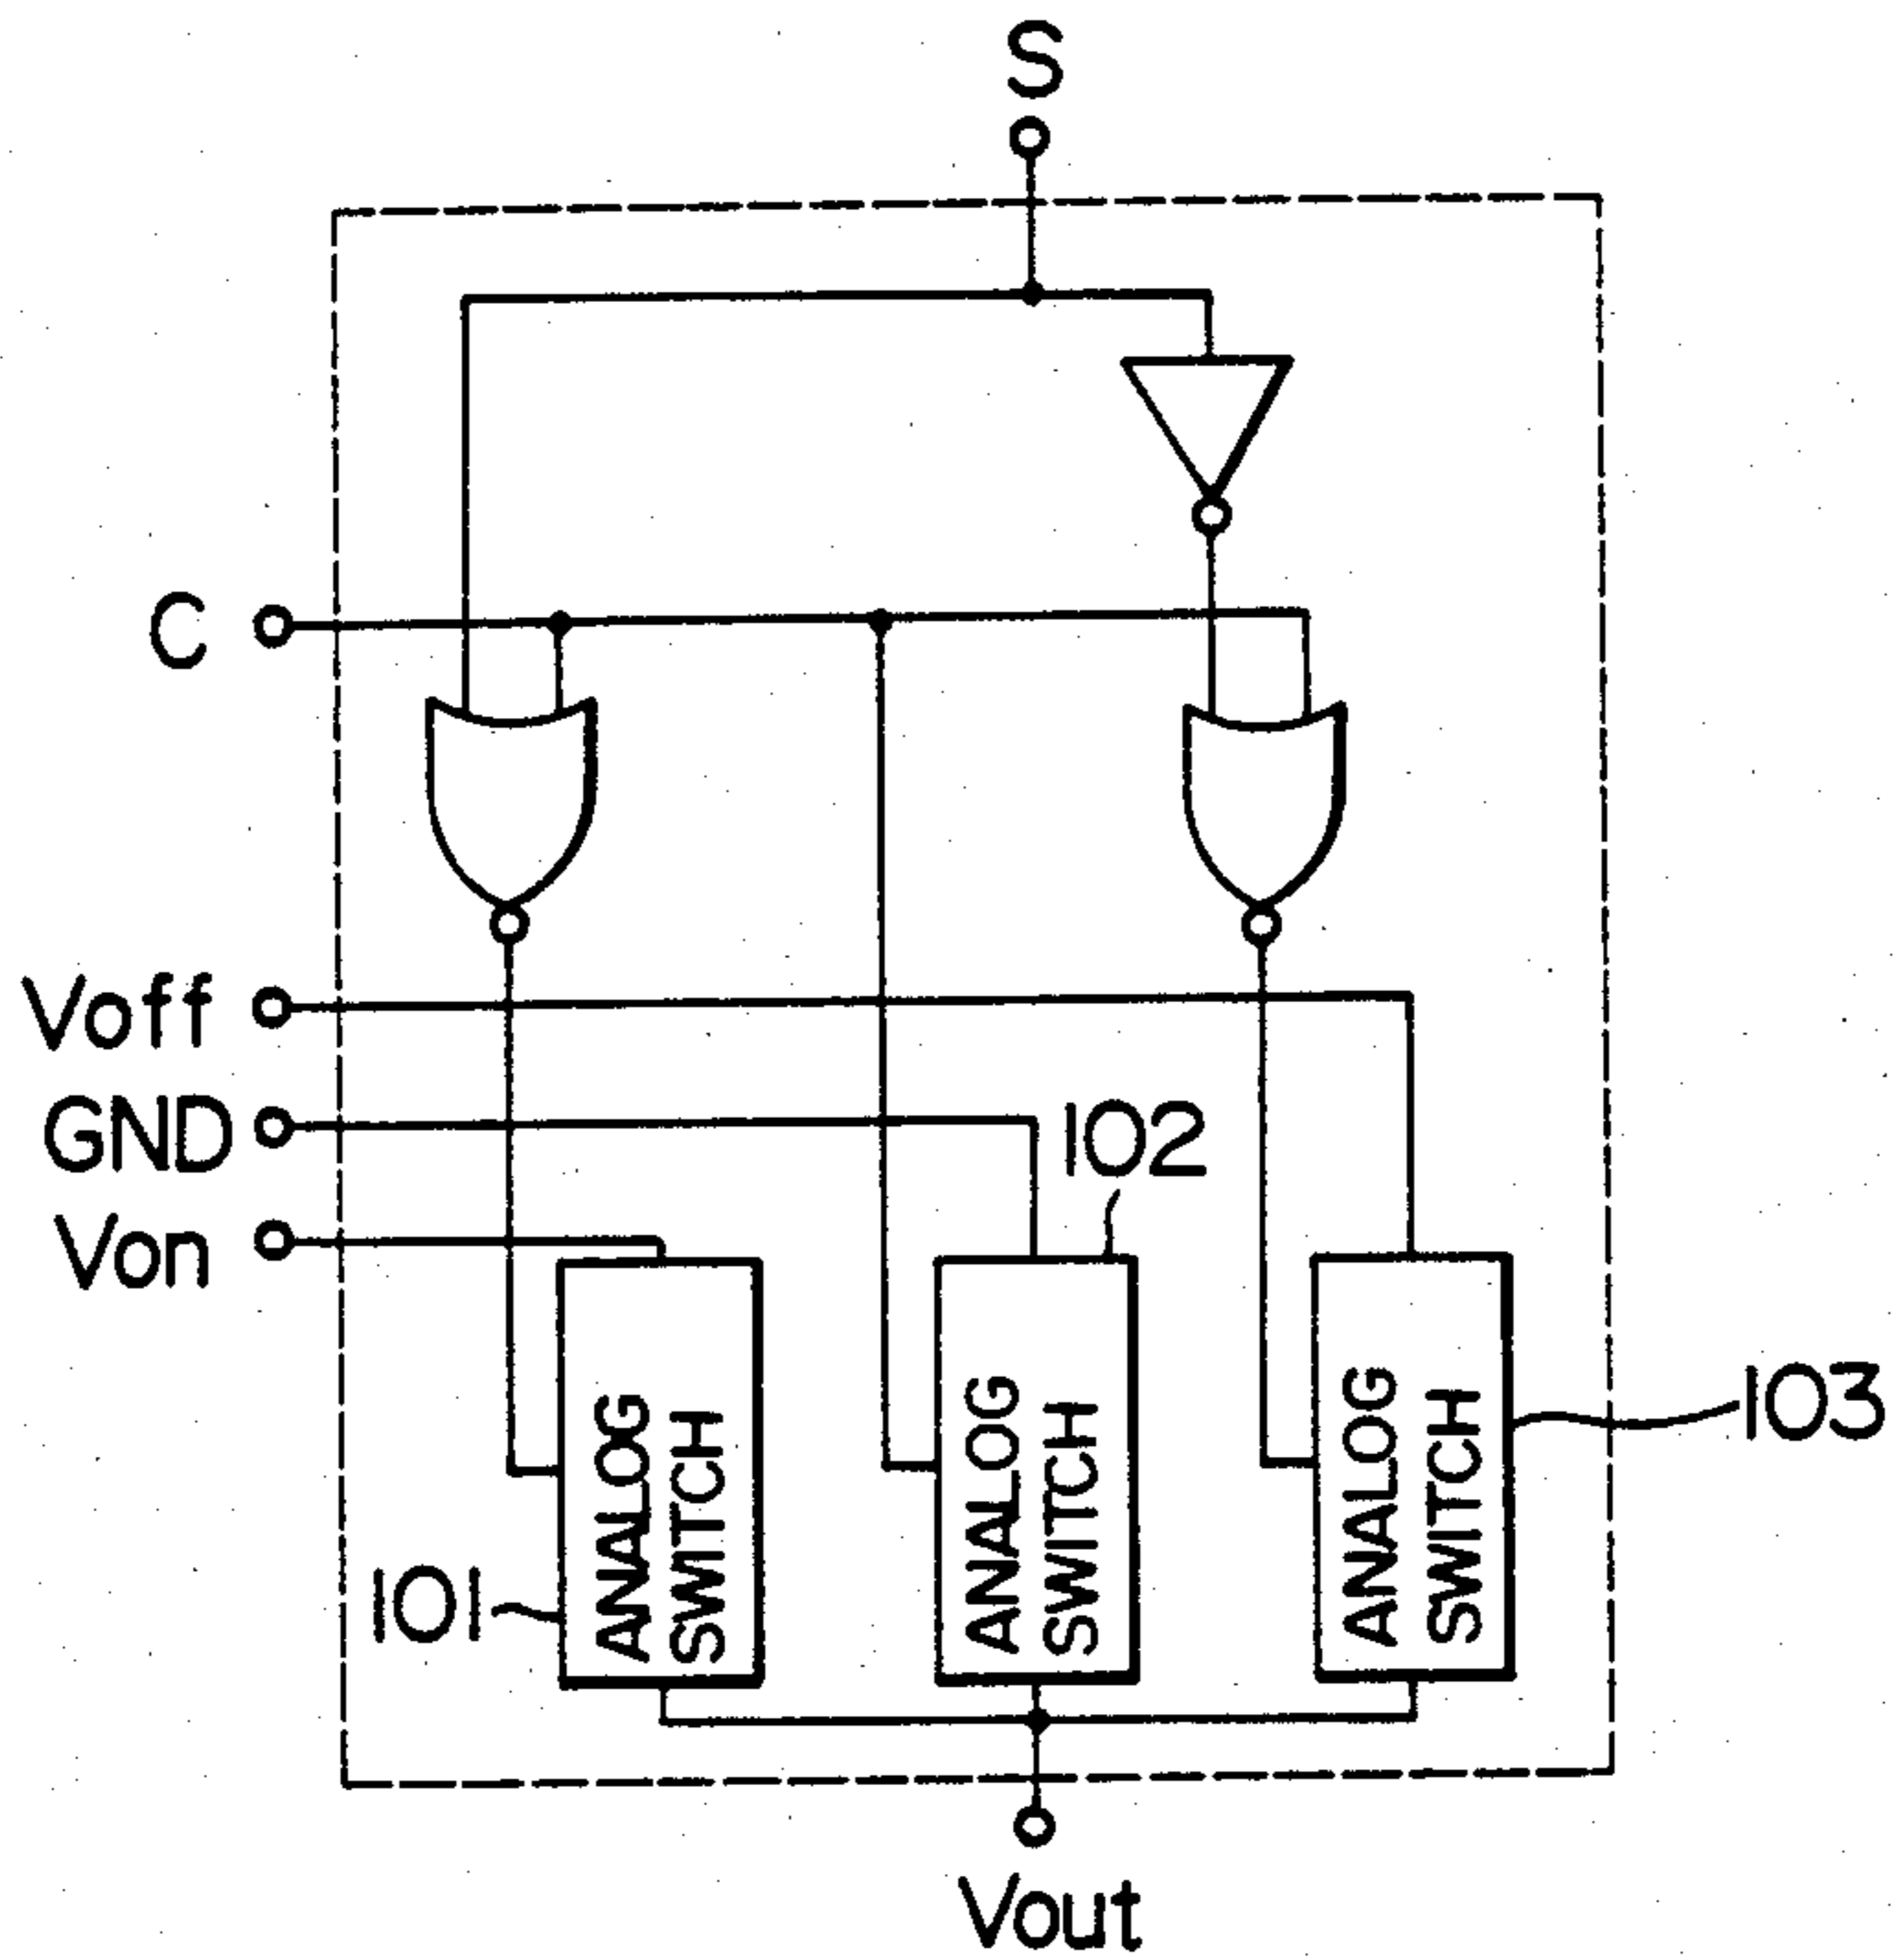 S
C
Voff
GND
Von
102
103
101
ANALOG
SWITCH
ANALOG
SWITCH
ANALOG
SWITCH
Vout